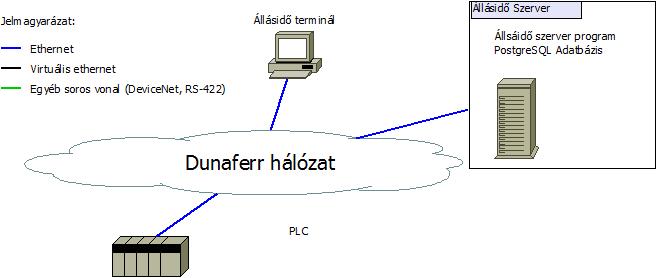 Jelmagyarázat:
Ethernet
Virtuális ethernet
Egyéb soros vonal (DeviceNet, RS-422)
Állásidő terminál
Állásidő Szerver
Állsáidő szerver program
PostgreSQL Adatbázis
Dunaferr hálózat
PLC